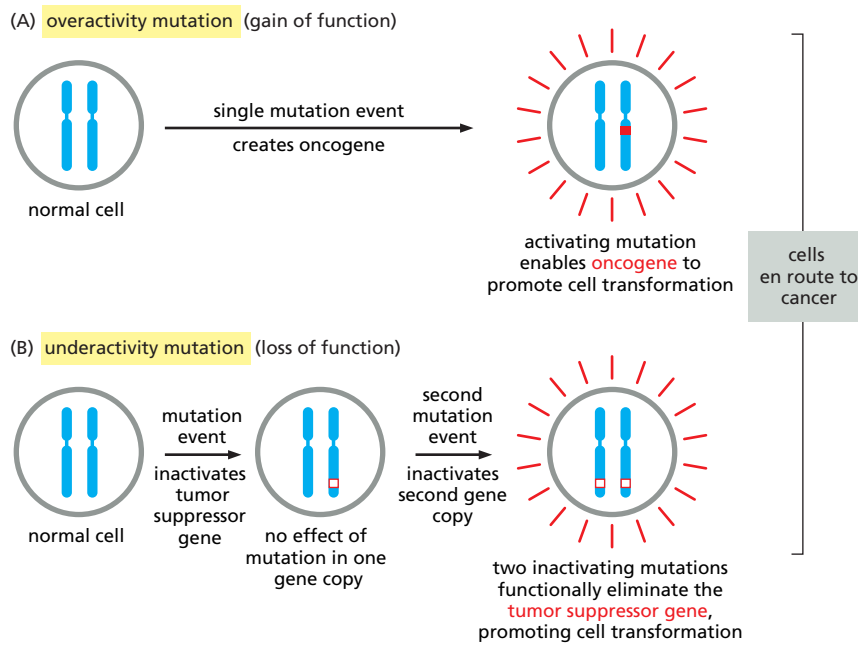 (A) overactivity mutation (gain of function)
single mutation event
creates oncogene
normal cell
activating mutation
enables oncogene to
promote cell transformation
cells
en route to
cancer
(B) underactivity mutation (loss of function)
mutation
event
inactivates
tumor
suppressor
gene
second
mutation
event
inactivates
second gene
copy
normal cell
no effect of
mutation in one
gene copy
two inactivating mutations
functionally eliminate the
tumor suppressor gene,
promoting cell transformation